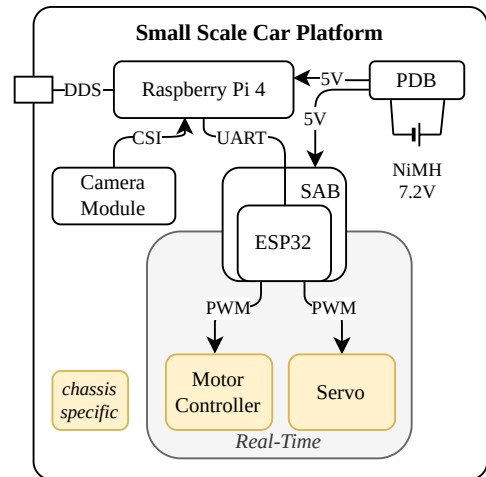 Small Scale Car Platform
DDS
Raspberry Pi 4
5V
PDB
5V
CSI
UART
NiMH
7.2V
Camera
Module
SAB
ESP32
PWM
PWM
chassis
specific
Motor
Controller
Servo
Real-Time